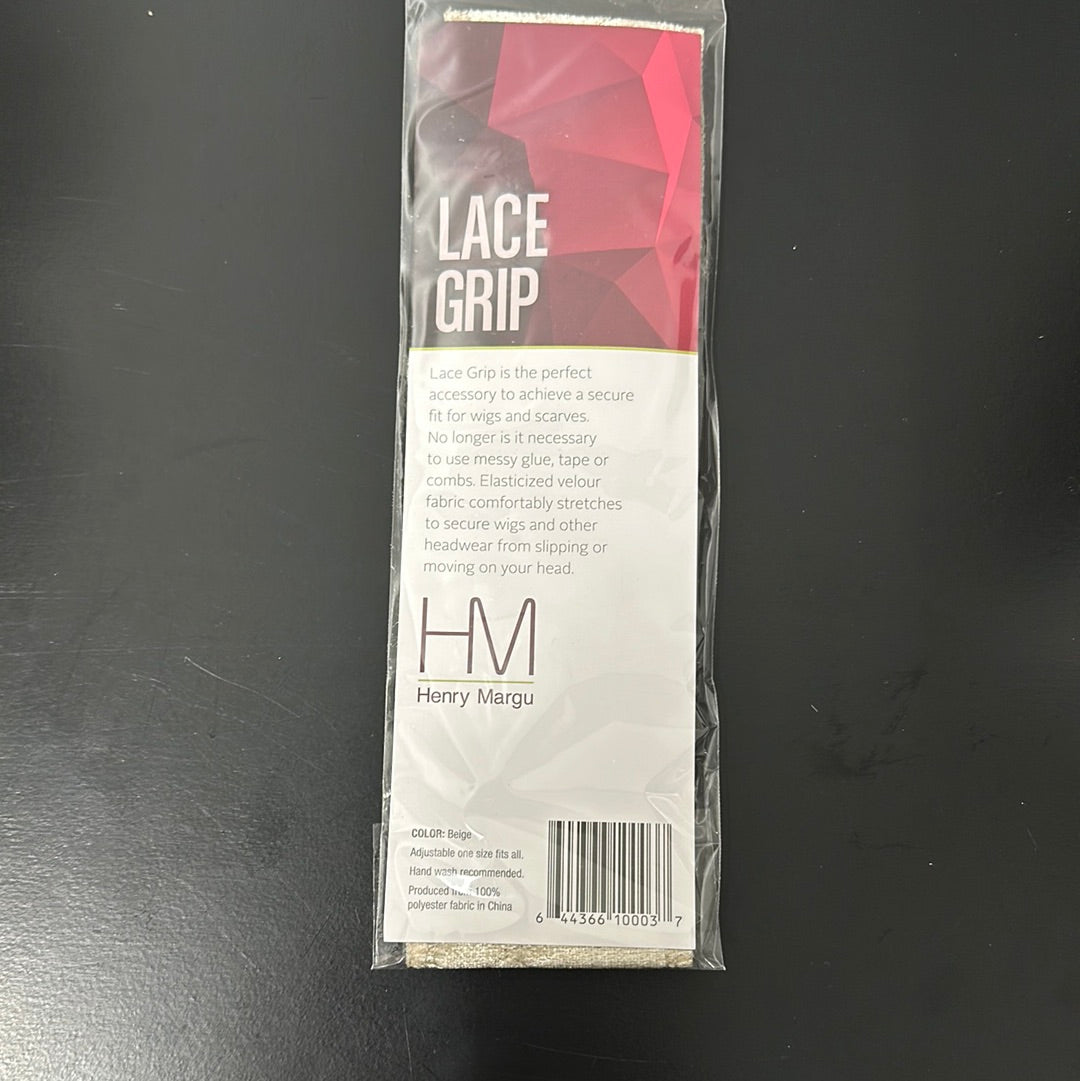 LACE
GRIP
Lace Grip is the perfect
accessory to achieve a secure
fit for wigs and scarves.
No longer is it necessary
to use messy glue, tape or
combs. Elasticized velour
fabric comfortably stretches
to secure wigs and other
headwear from slipping or
moving on your head.
HM
Henry Margu
COLOR: Beige
Adjustable one size fits all.
Hand wash recommended.
Produced from 100%
polyester fabric in China
6 44366 10003 7